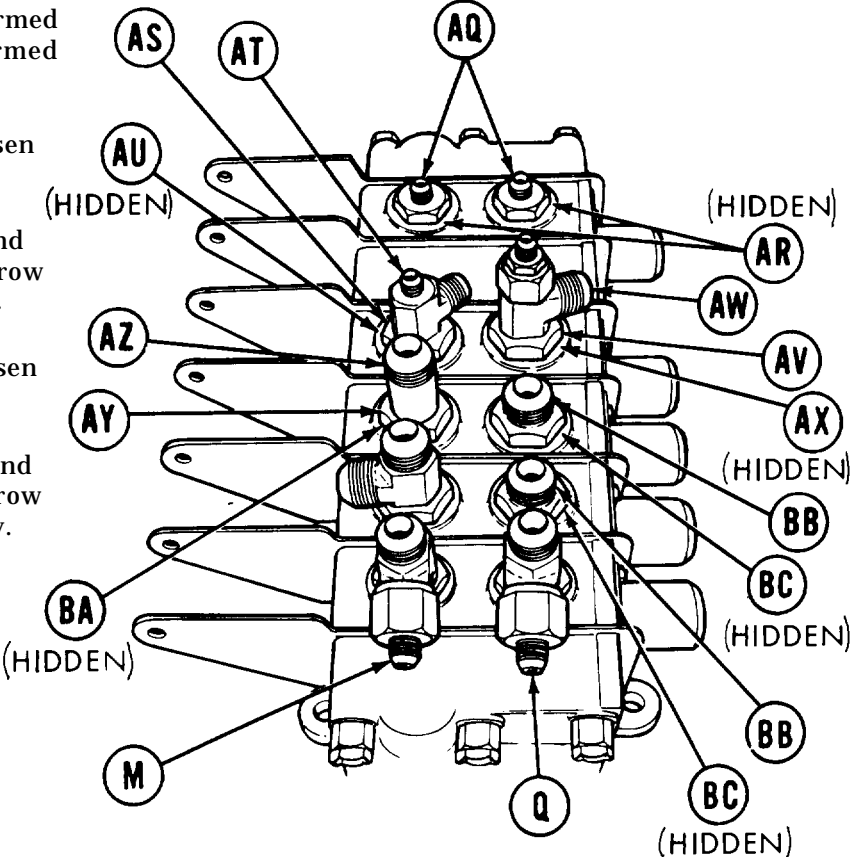 rmed
rmed
sen
nd
row
.
sen
nd
row
.
AS
AT
AQ
AU
(HIDDEN)
(HIDDEN)
AR
AW
AZ
AV
AY
AX
(HIDDEN)
BB
BA
(HIDDEN)
BC
(HIDDEN)
BB
M
Q
BC
(HIDDEN)